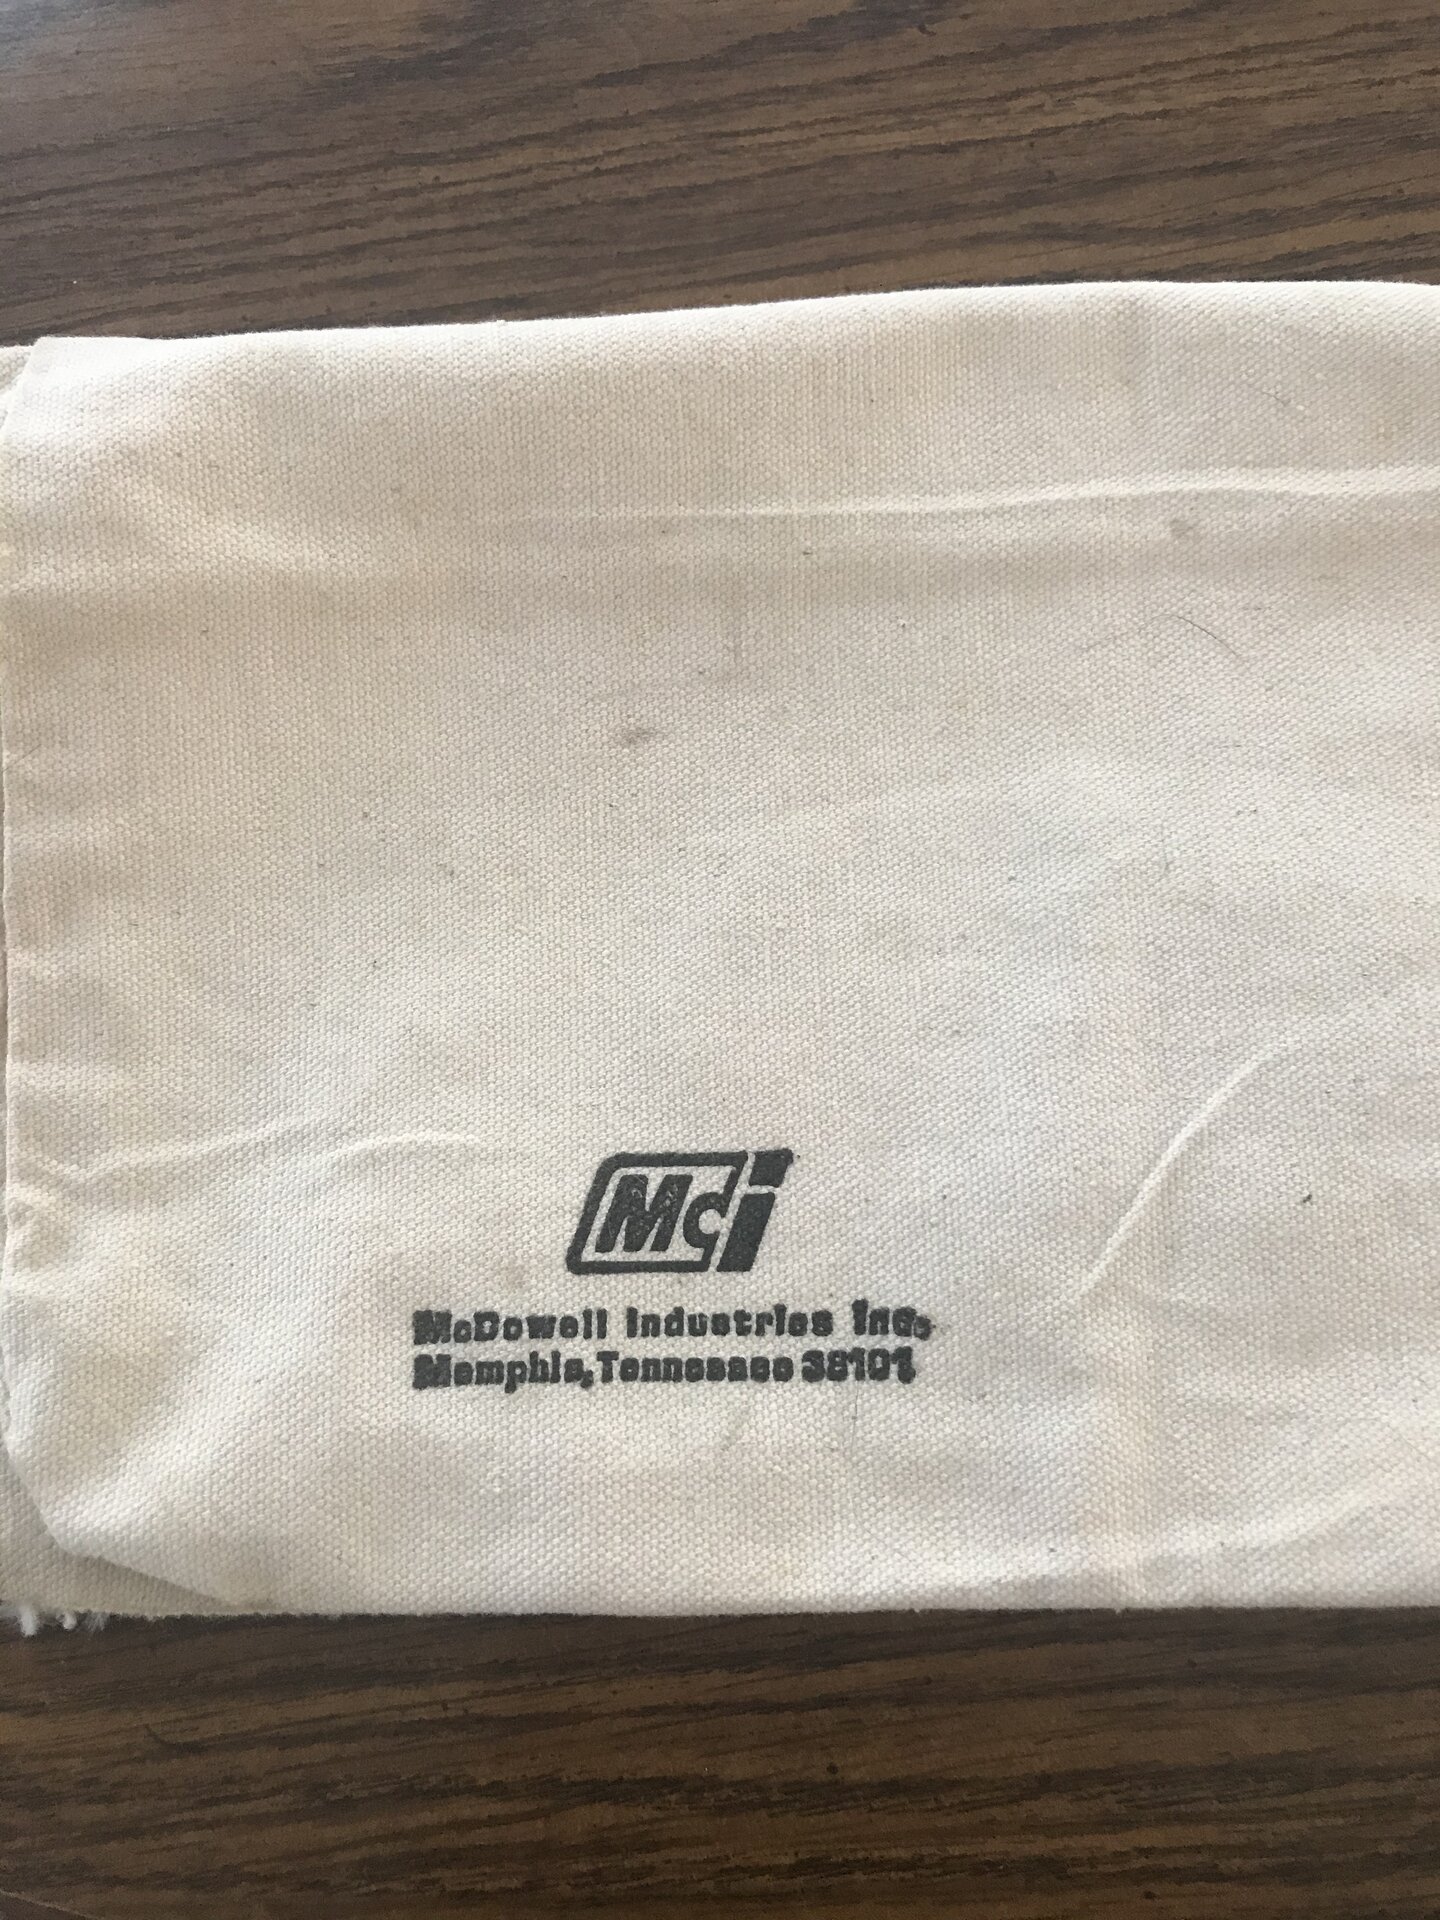 Mci
McDowell Industries Inc.
Memphis, Tennessee 38101